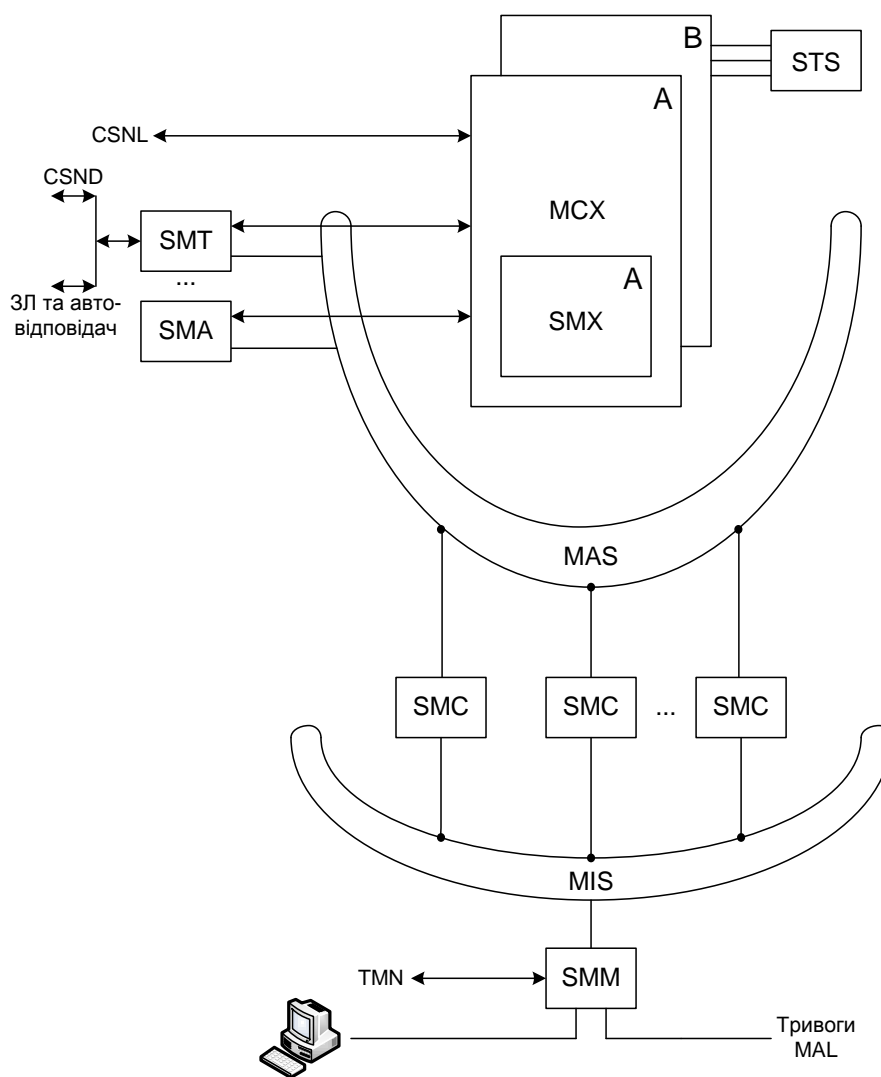 B
STS
A
CSNL
CSND
MCX
SMT
...
A
ЗЛ та авто-
відповідач
SMA
SMX
MAS
SMC
SMC
...
SMC
MIS
TMN
SMM
Тривоги
MAL